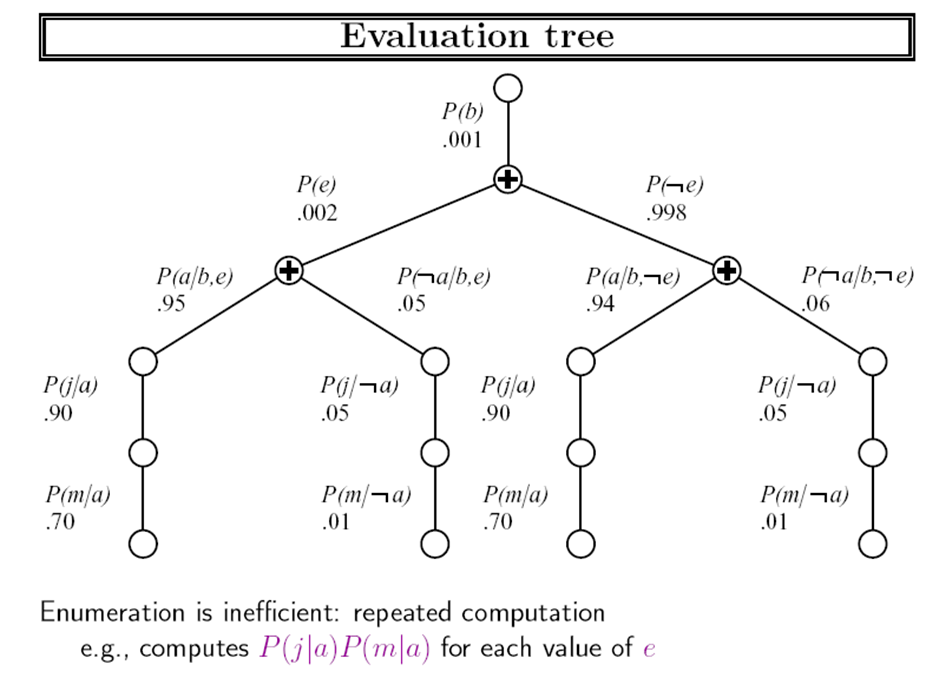 Evaluation tree
P(b)
.001
P(e)
.002
P(¬e)
.998
P(a|b,e)
.95
P(¬a|b,e)
.05
P(a|b,¬e)
.94
P(¬a|b,¬e)
.06
P(j|a)
.90
P(j|¬a)
.05
P(j|a)
.90
P(j|¬a)
.05
P(m|a)
.70
P(m|¬a)
.01
P(m|a)
.70
P(m|¬a)
.01
Enumeration is inefficient: repeated computation
e.g., computes P(j|a)P(m|a) for each value of e